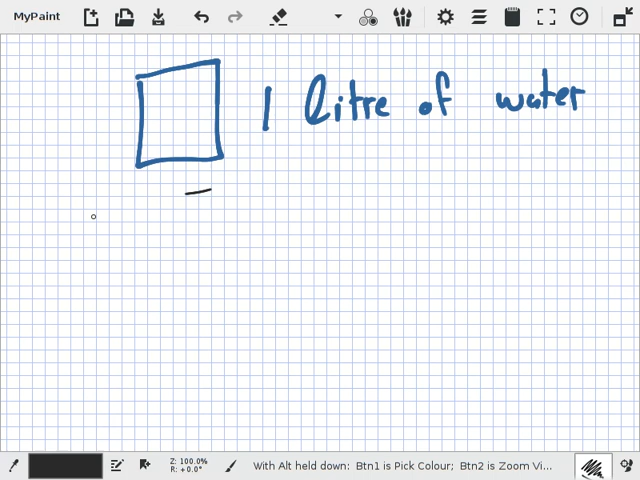 MyPaint
1 litre of water
Z: 100.0%
R: +0.0°
With Alt held down: Btn1 is Pick Colour; Btn2 is Zoom Vi...